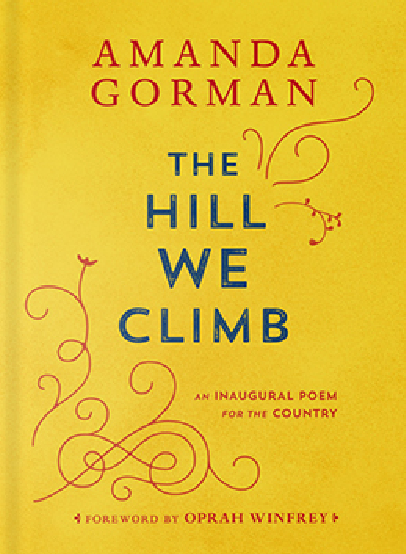 AMANDA
GORMAN
THE
HILL
WE
CLIMB
AN INAUGURAL POEM
FOR THE COUNTRY
FOREWORD BY OPRAH WINFREY